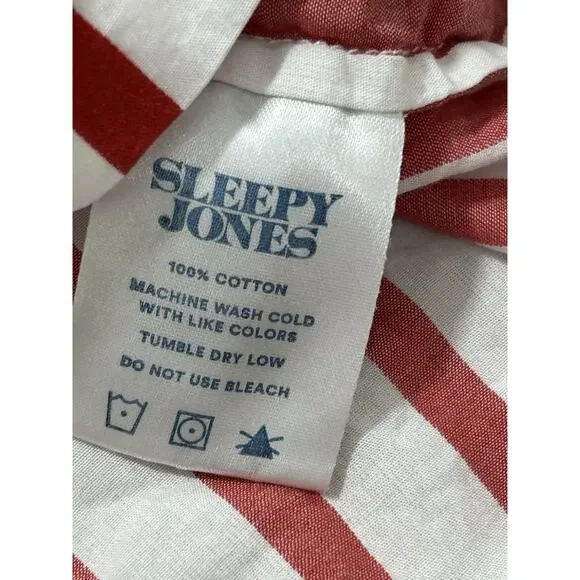 SLEEPY
JONES
100% COTTON
MACHINE WASH COLD
WITH LIKE COLORS
TUMBLE DRY LOW
DO NOT USE BLEACH